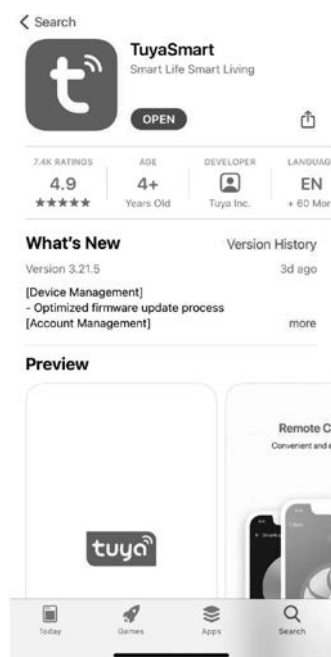 Search
TuyaSmart
Smart Life Smart Living
OPEN
7.4K RATINGS
4.9
★★★★★
AGE
4+
Years Old
DEVELOPER
Tuya Inc.
LANGUAG
EN
+ 60 Mor
What's New
Version History
Version 3.21.5
3d ago
[Device Management]
- Optimized firmware update process
[Account Management]
more
Preview
tuya
Remote C
Convenient and e
Today
Games
Apps
Search